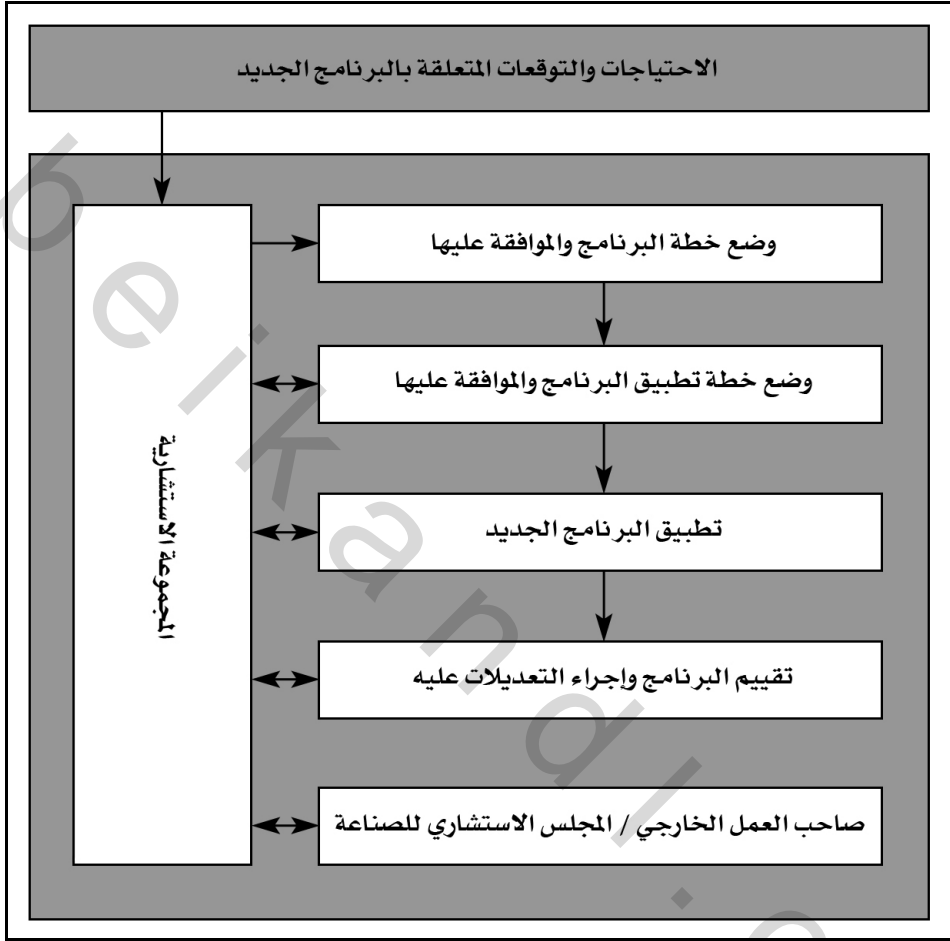 الاحتياجات والتوقعات المتعلقة بالبرنامج الجديد
المجموعة الاستشارية
وضع خطة البرنامج والموافقة عليها
وضع خطة تطبيق البرنامج والموافقة عليها
تطبيق البرنامج الجديد
تقييم البرنامج وإجراء التعديلات عليه
صاحب العمل الخارجي / المجلس الاستشاري للصناعة
beikandl.c